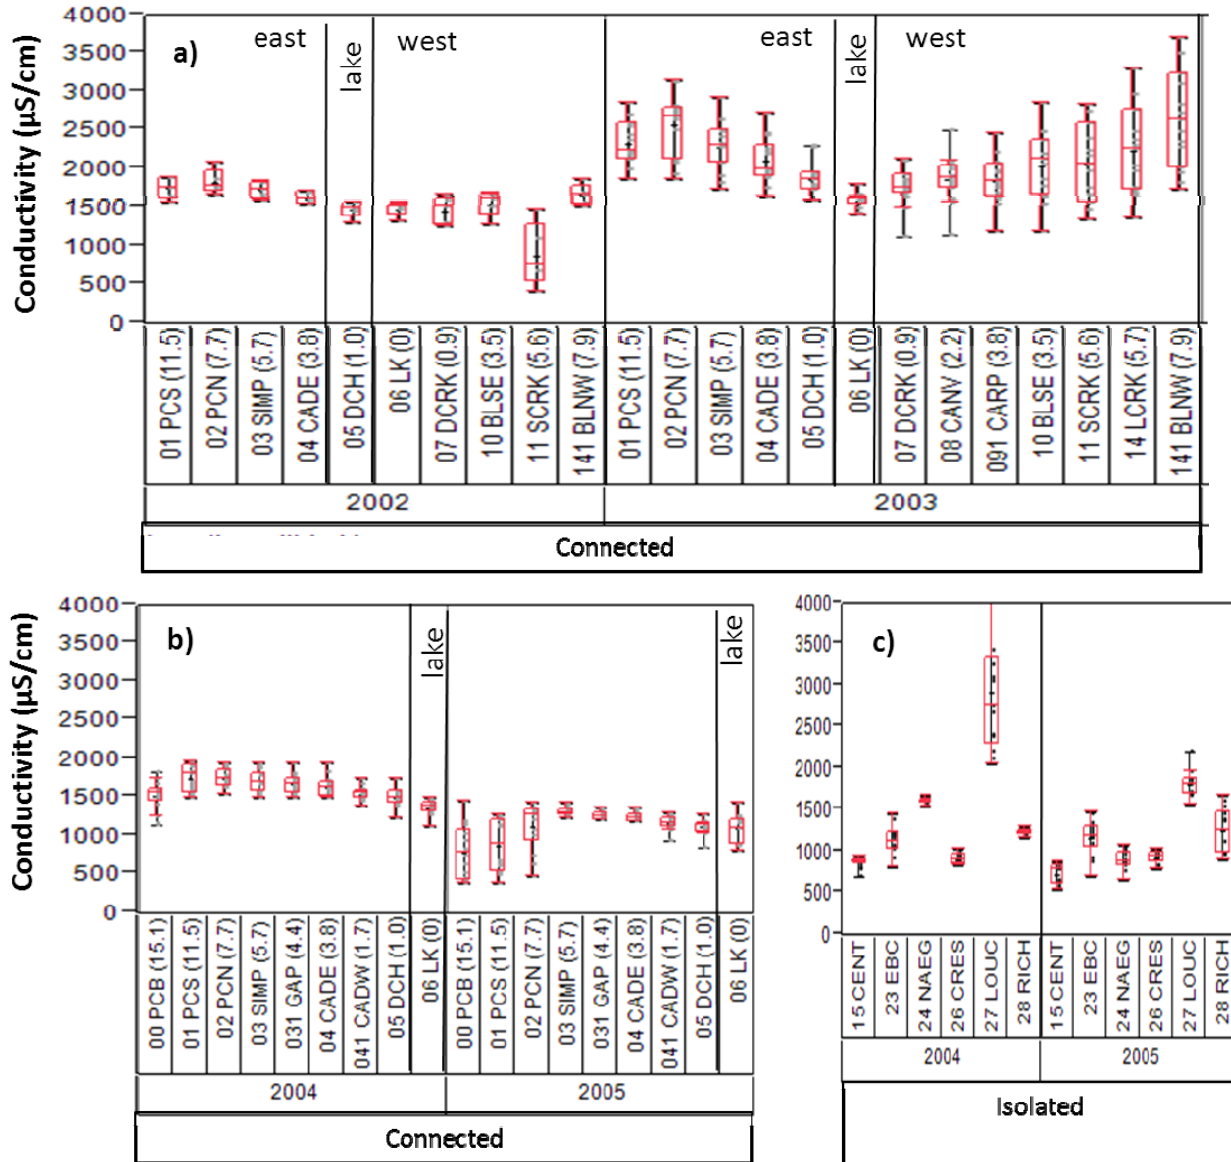 4000
3500
3000
2500
2000
1500
1000
500
0
Conductivity (µS/cm)
a)
east
lake
west
east
lake
west
01 PCS (11.5)
02 PCN (7.7)
03 SIMP (5.7)
04 CADE (3.8)
05 DCH (1.0)
06 LK (0)
07 DCRK (0.9)
10 BLSE (3.5)
11 SCRK (5.6)
141 BLNW (7.9)
01 PCS (11.5)
02 PCN (7.7)
03 SIMP (5.7)
04 CADE (3.8)
05 DCH (1.0)
06 LK (0)
07 DCRK (0.9)
08 CANV (2.2)
091 CARP (3.8)
10 BLSE (3.5)
11 SCRK (5.6)
14 LCRK (5.7)
141 BLNW (7.9)
2002
2003
Connected
4000
3500
3000
2500
2000
1500
1000
500
0
Conductivity (µS/cm)
b)
lake
lake
00 PCB (15.1)
01 PCS (11.5)
02 PCN (7.7)
03 SIMP (5.7)
031 GAP (4.4)
04 CADE (3.8)
041 CADW (1.7)
05 DCH (1.0)
06 LK (0)
00 PCB (15.1)
01 PCS (11.5)
02 PCN (7.7)
03 SIMP (5.7)
031 GAP (4.4)
04 CADE (3.8)
041 CADW (1.7)
05 DCH (1.0)
06 LK (0)
2004
2005
Connected
4000
3500
3000
2500
2000
1500
1000
500
0
c)
15 CENT
23 EBC
24 NAEG
26 CRES
27 LOUC
28 RICH
15 CENT
23 EBC
24 NAEG
26 CRES
27 LOUC
28 RICH
2004
2005
Isolated